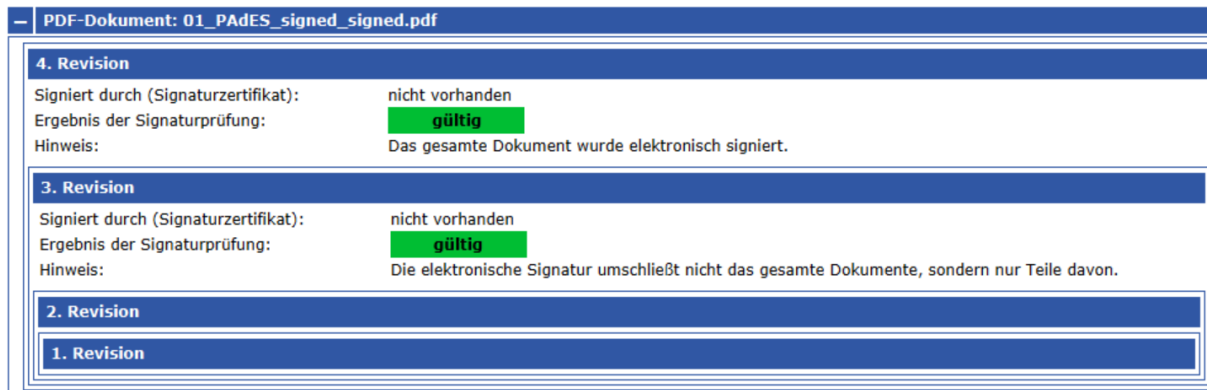 PDF-Dokument: 01_PAdES_signed_signed.pdf
4. Revision
Signiert durch (Signaturzertifikat): nicht vorhanden
Ergebnis der Signaturprüfung: gültig
Hinweis: Das gesamte Dokument wurde elektronisch signiert.
3. Revision
Signiert durch (Signaturzertifikat): nicht vorhanden
Ergebnis der Signaturprüfung: gültig
Hinweis: Die elektronische Signatur umschließt nicht das gesamte Dokumente, sondern nur Teile davon.
2. Revision
1. Revision